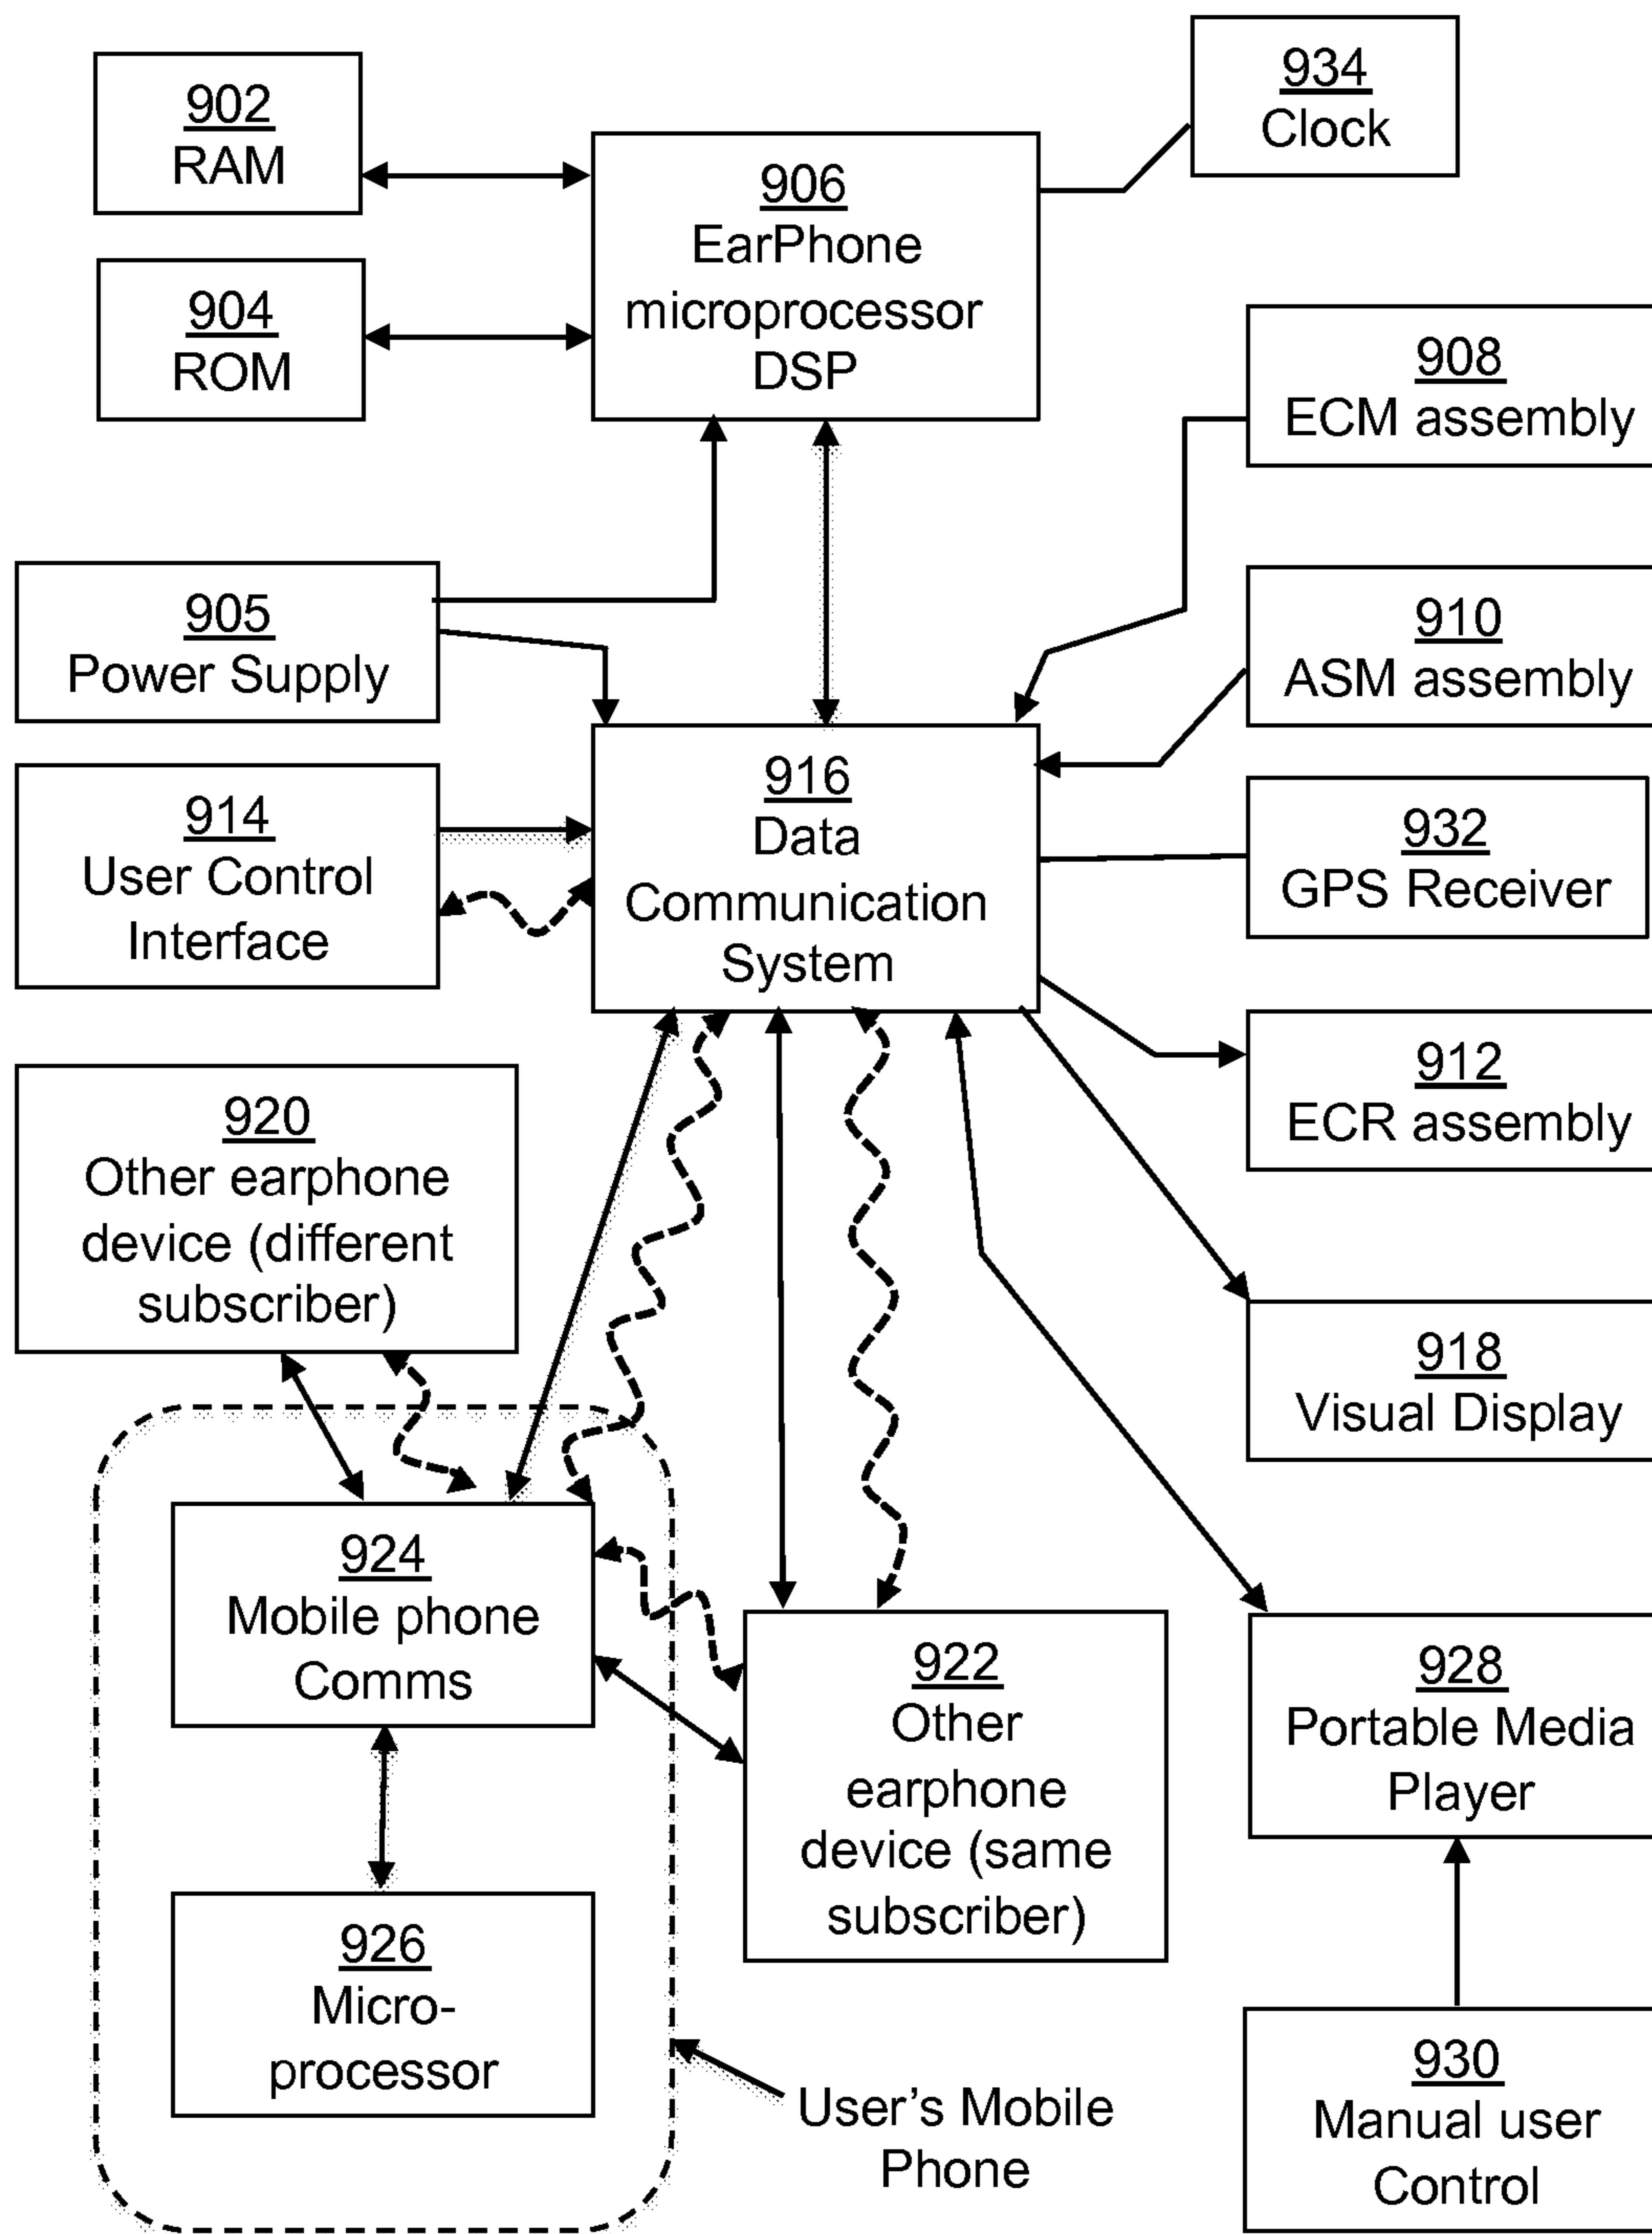 902
RAM
934
Clock
906
EarPhone
microprocessor
DSP
904
ROM
908
ECM assembly
905
Power Supply
910
ASM assembly
916
Data
Communication
System
914
User Control
Interface
932
GPS Receiver
912
ECR assembly
920
Other earphone
device (different
subscriber)
918
Visual Display
924
Mobile phone
Comms
922
Other
earphone
device (same
subscriber)
928
Portable Media
Player
926
Micro-
processor
User's Mobile
Phone
930
Manual user
Control